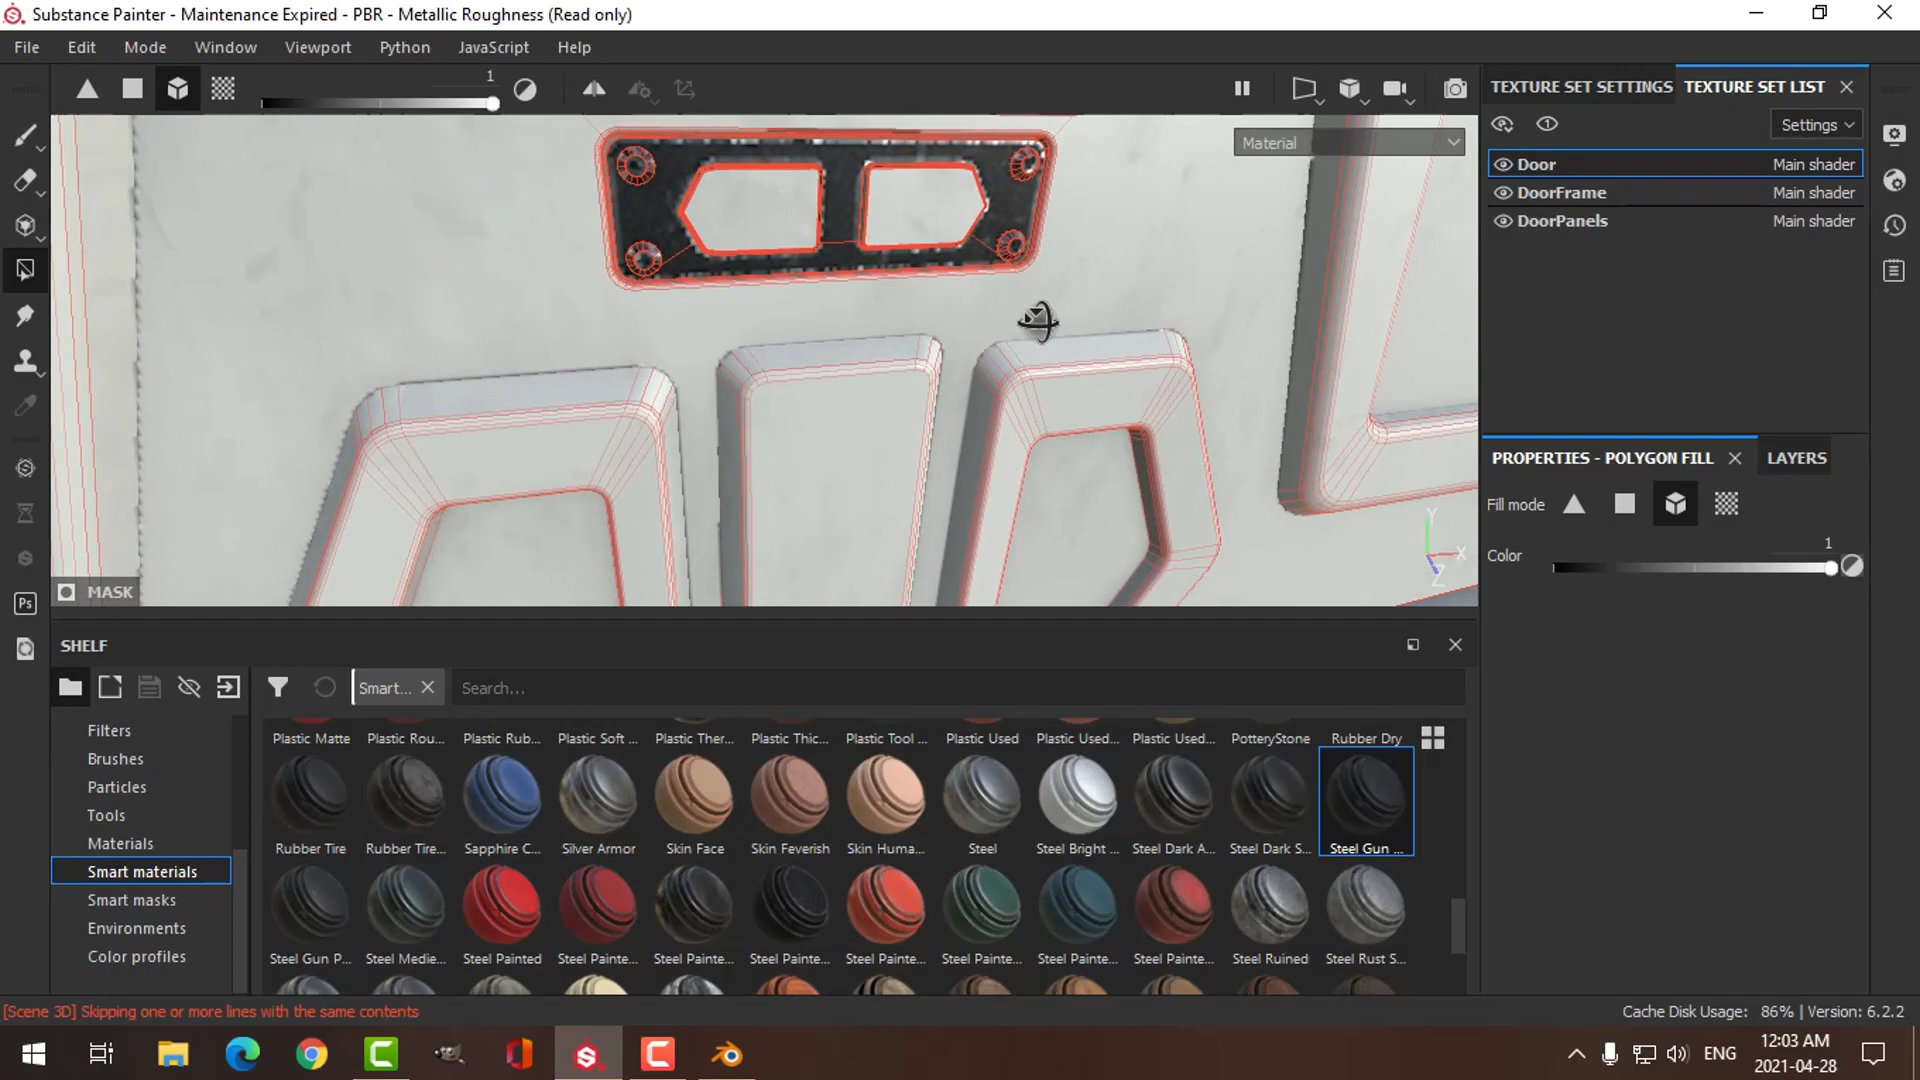 Substance Painter - Maintenance Expired - PBR - Metallic Roughness (Read only)
File Edit Mode Window Viewport Python JavaScript Help
1
TEXTURE SET SETTINGS TEXTURE SET LIST
Settings
Material
Door Main shader
DoorFrame Main shader
DoorPanels Main shader
PROPERTIES - POLYGON FILL LAYERS
Fill mode
Color 1
Y
X
Z
MASK
Ps
SHELF
Smart... Search...
Filters
Brushes
Particles
Tools
Materials
Smart materials
Smart masks
Environments
Color profiles
Plastic Matte Plastic Rou... Plastic Rub... Plastic Soft ... Plastic Ther... Plastic Thic... Plastic Tool ... Plastic Used Plastic Used... Plastic Used... PotteryStone Rubber Dry
Rubber Tire Rubber Tire... Sapphire C... Silver Armor Skin Face Skin Feverish Skin Huma... Steel Steel Bright ... Steel Dark A... Steel Dark S... Steel Gun ...
Steel Gun P... Steel Medie... Steel Painted Steel Painte... Steel Painte... Steel Painte... Steel Painte... Steel Painte... Steel Painte... Steel Painte... Steel Ruined Steel Rust S...
[Scene 3D] Skipping one or more lines with the same contents
Cache Disk Usage: 86% | Version: 6.2.2
ENG
12:03 AM
2021-04-28